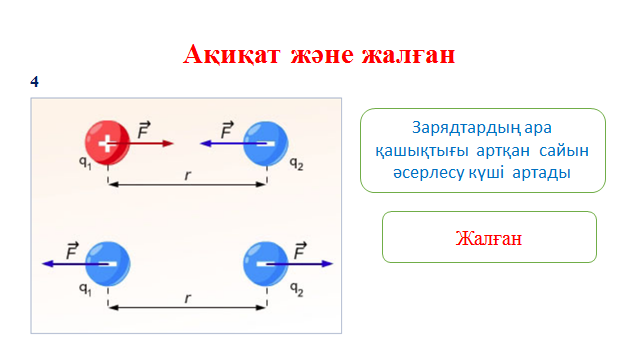 Ақиқат және жалған
4
F F
+ −
q₁ q₂
r
Зарядтардың ара
қашықтығы артқан сайын
әсерлесу күші артады
Жалған
F F
− −
q₁ q₂
r